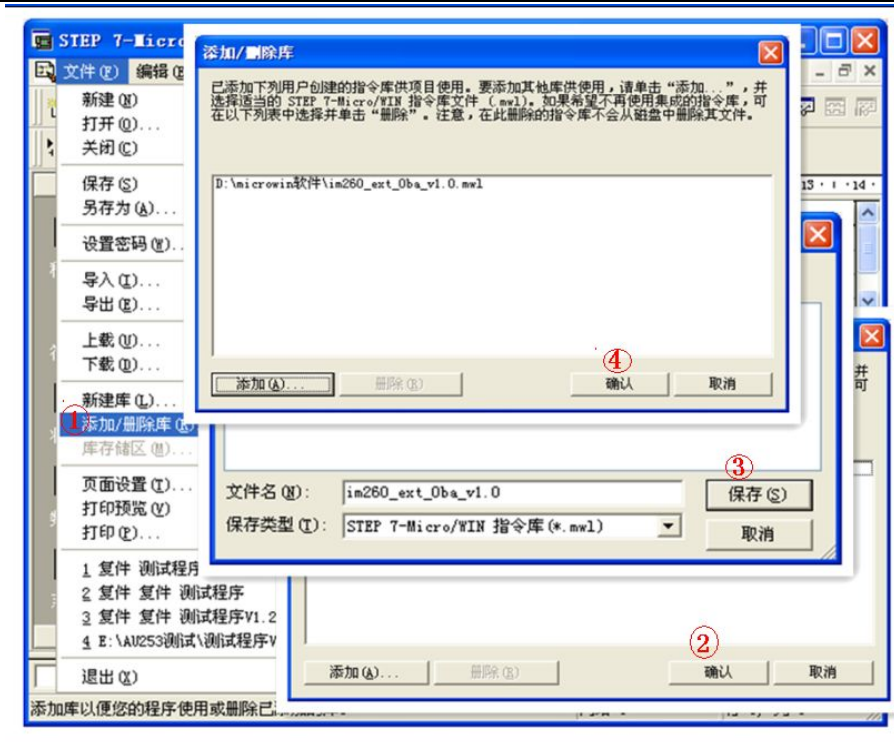 STEP 7-Micro
文件(F) 编辑(E
新建(N)
打开(O)...
关闭(C)
保存(S)
另存为(A)...
设置密码(W)..
导入(I)...
导出(E)...
上载(U)...
下载(D)...
新建库(L)...
① 添加/删除库(R)
库存储区(M)...
页面设置(T)...
打印预览(V)
打印(P)...
1 复件 测试程序
2 复件 复件 测试程序
3 复件 复件 测试程序V1.2
4 E:\AU253测试\测试程序V
退出(X)
添加库以便您的程序使用或删除已
添加/删除库
已添加下列用户创建的指令库供项目使用。要添加其他库供使用，请单击“添加...”，并
选择适当的 STEP 7-Micro/WIN 指令库文件 (.mwl)。如果希望不再使用集成的指令库，可
在以下列表中选择并单击“删除”。注意，在此删除的指令库不会从磁盘中删除其文件。
D:\microwin软件\im260_ext_0ba_v1.0.mwl
④
添加(A)... 删除(R) 确认 取消
13 · ı · 14 ·
并
可
③
文件名(N): im260_ext_0ba_v1.0 保存(S)
保存类型(T): STEP 7-Micro/WIN 指令库(*.mwl) 取消
②
添加(A)... 删除(R) 确认 取消